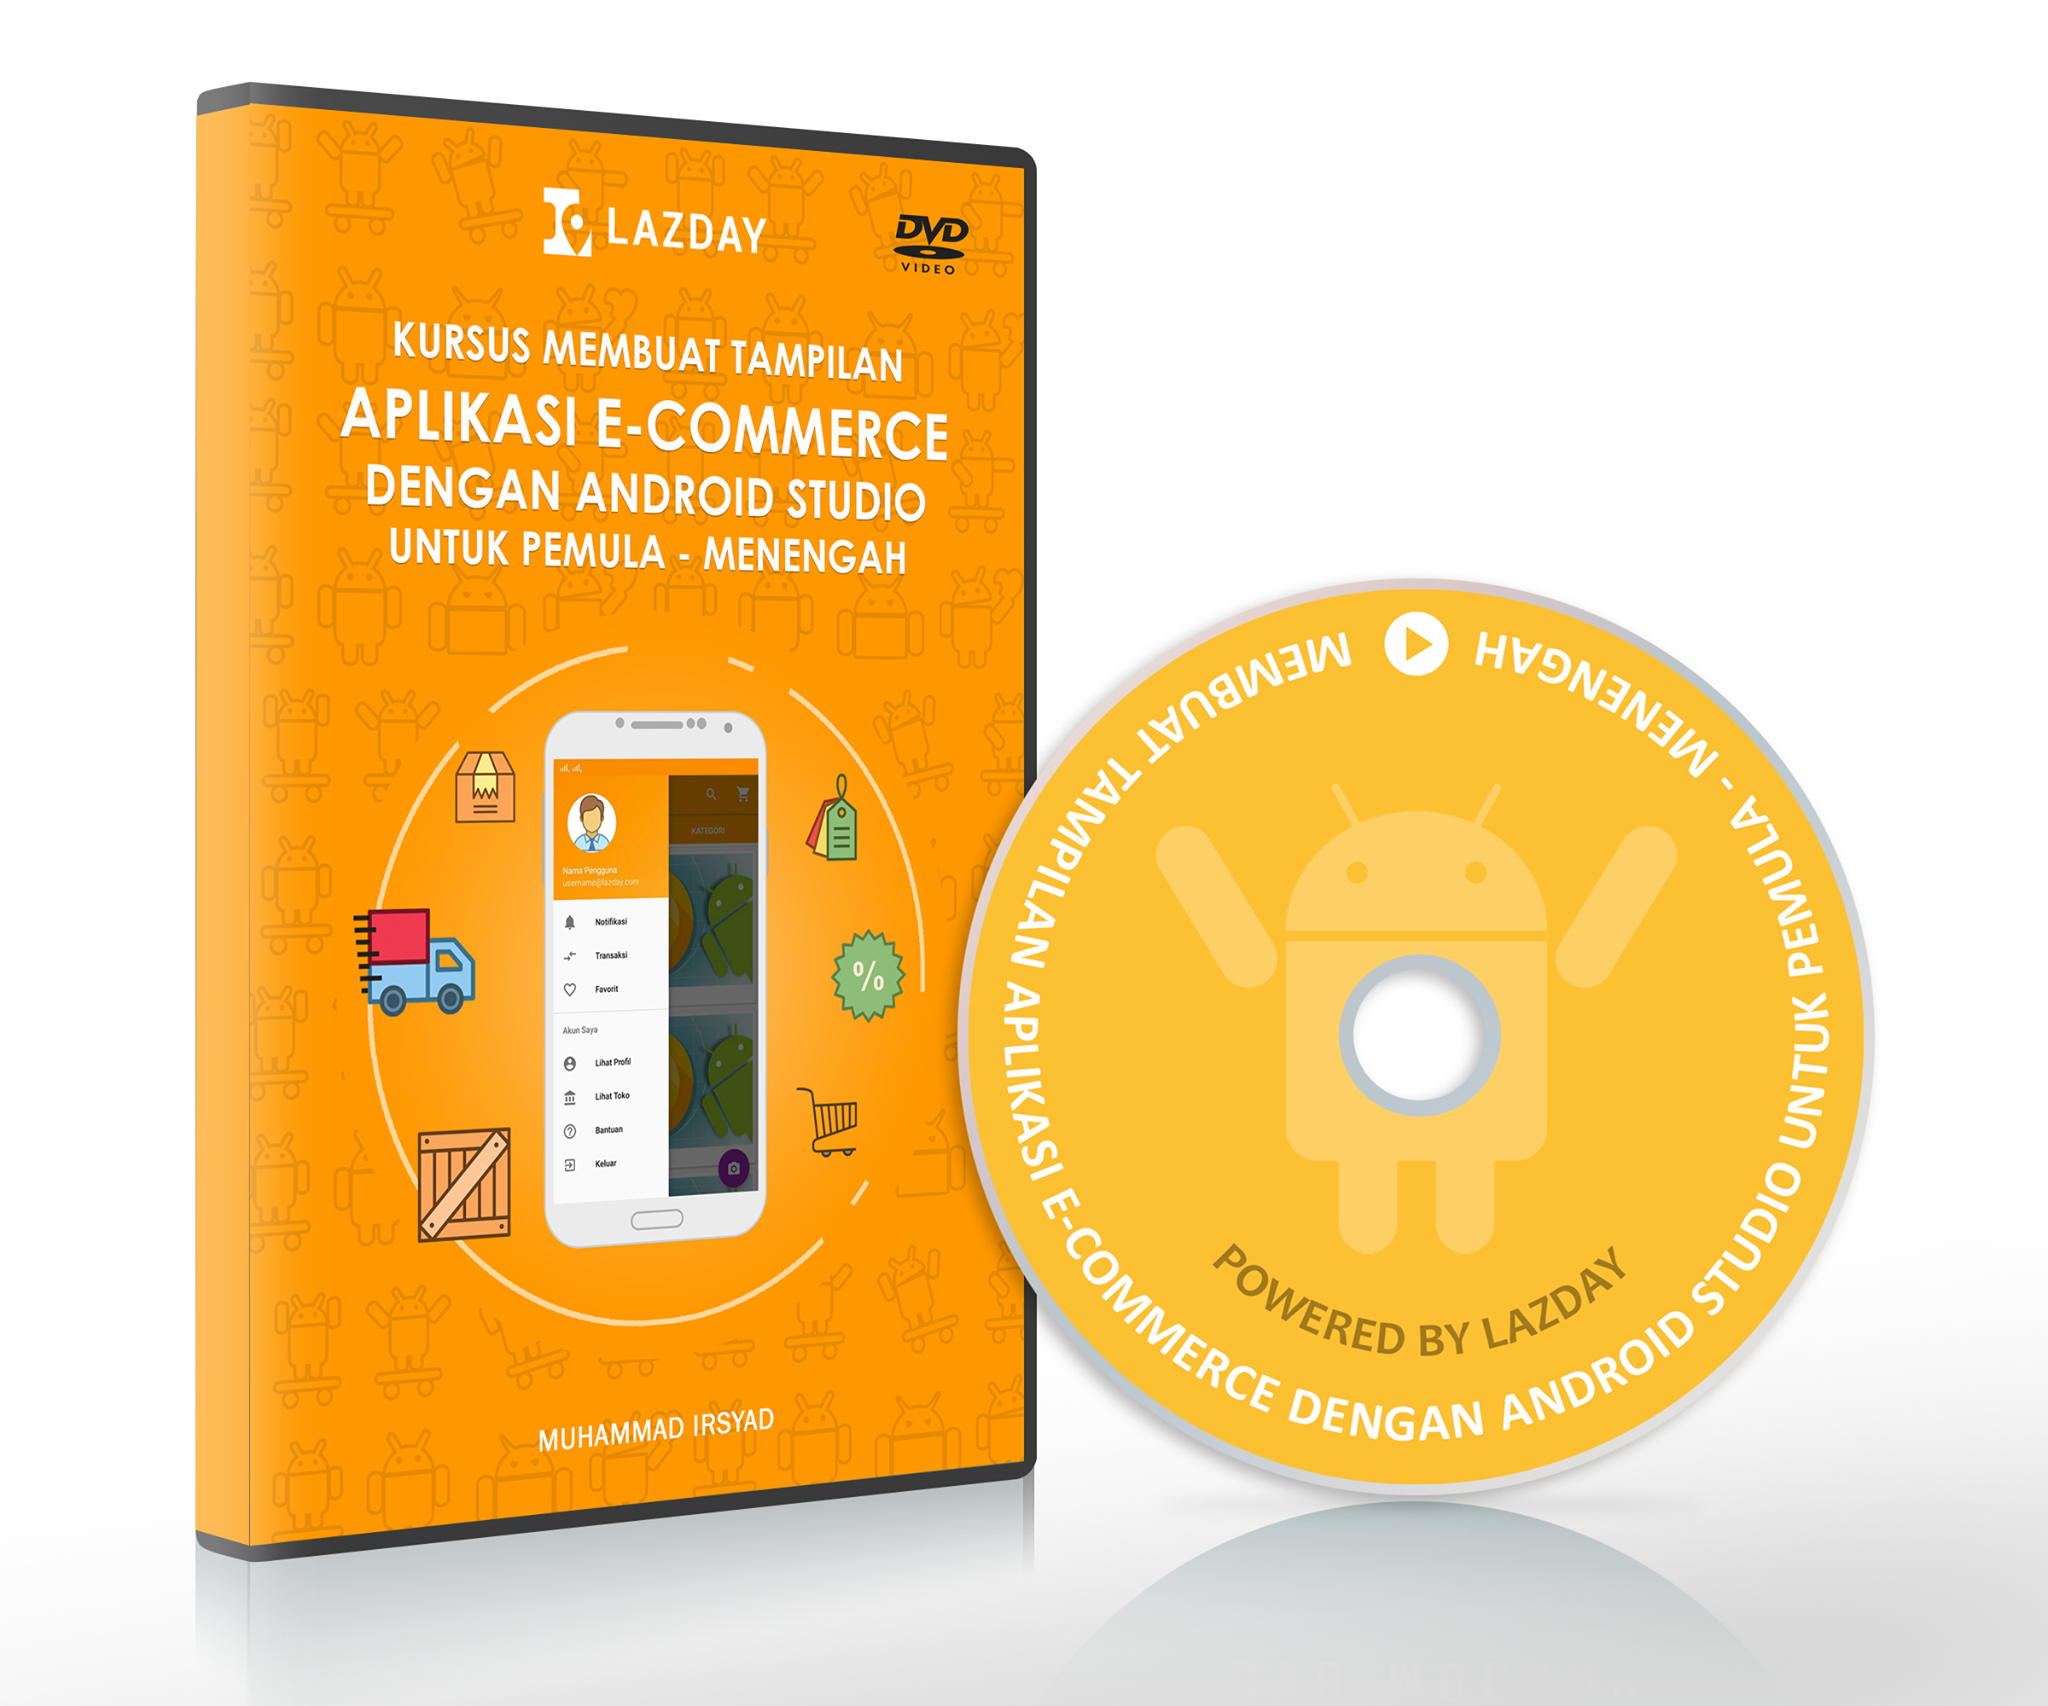 LAZDAY
DVD
VIDEO
KURSUS MEMBUAT TAMPILAN
APLIKASI E-COMMERCE
DENGAN ANDROID STUDIO
UNTUK PEMULA - MENENGAH
KATEGORI
Nama Pengguna
username@lazday.com
Notifikasi
Transaksi
Favorit
Akun Saya
Lihat Profil
Lihat Toko
Bantuan
Keluar
%
MUHAMMAD IRSYAD
MEMBUAT TAMPILAN APLIKASI E-COMMERCE DENGAN ANDROID STUDIO UNTUK PEMULA - MENENGAH
POWERED BY LAZDAY